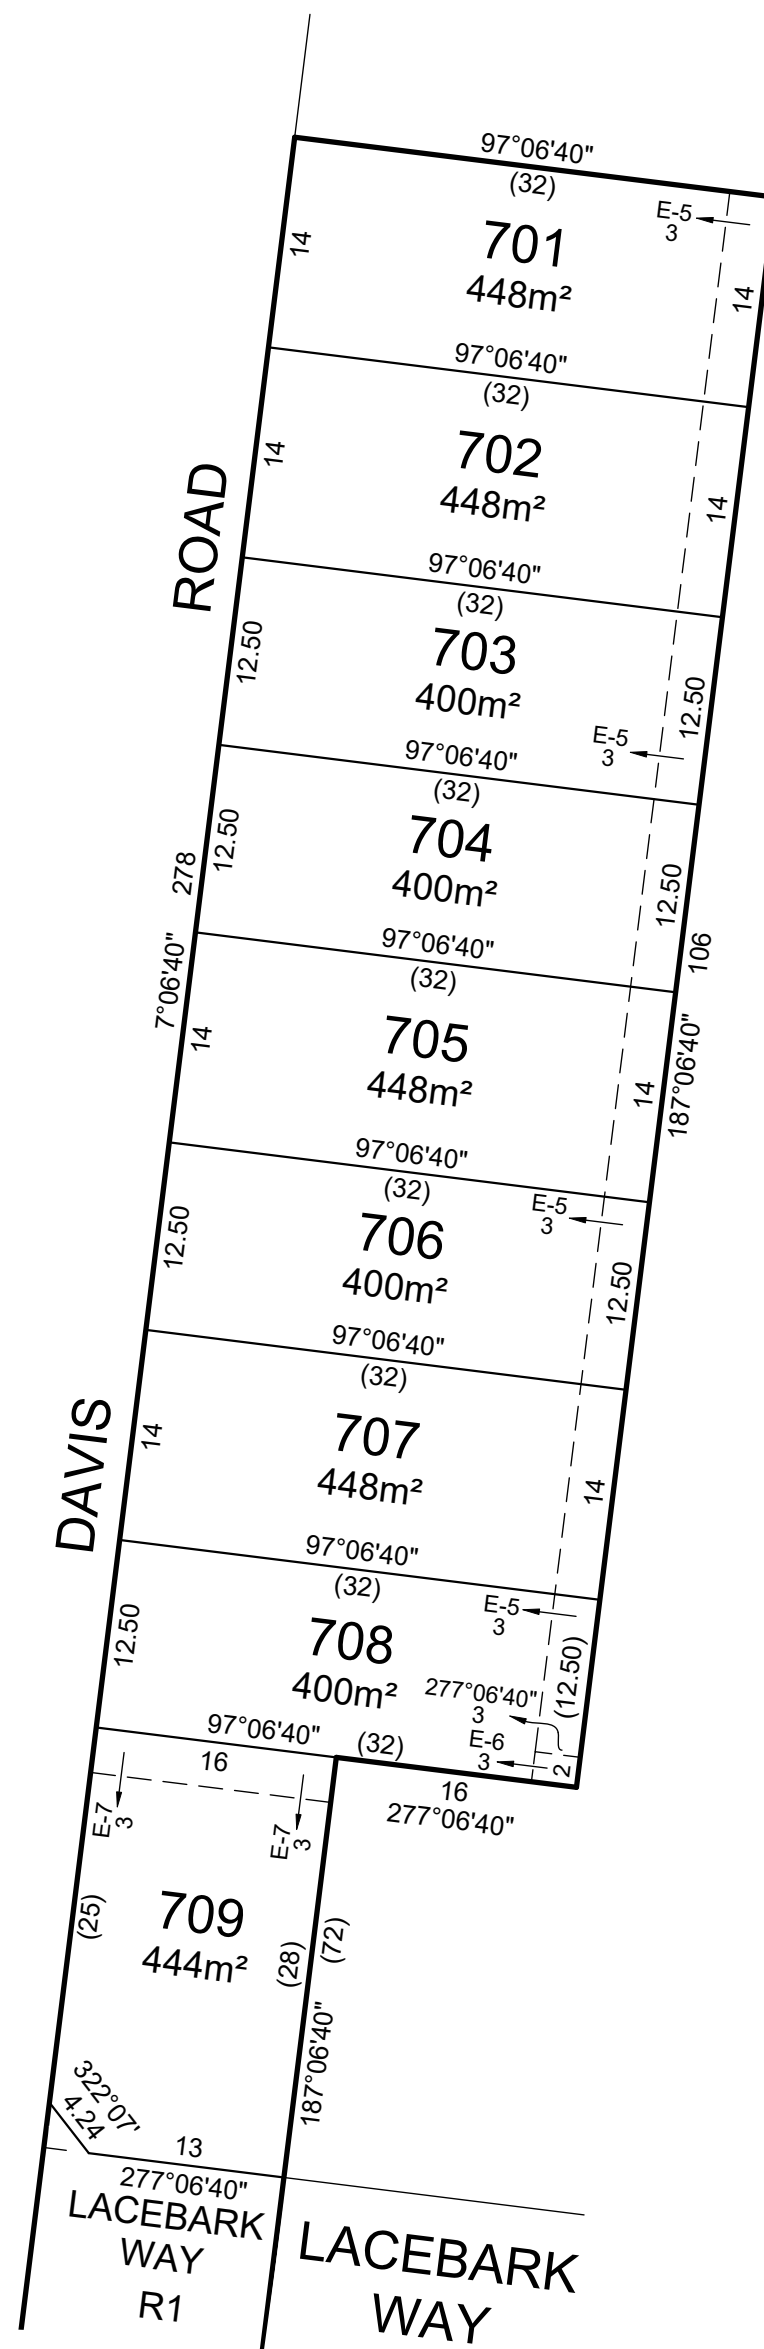 97°06'40"
(32)
E-5
3
14
701
448m²
14
97°06'40"
(32)
14
702
448m²
14
ROAD
97°06'40"
(32)
12.50
703
400m²
12.50
E-5
3
97°06'40"
(32)
12.50
704
400m²
12.50
278
7°06'40"
97°06'40"
(32)
106
187°06'40"
14
705
448m²
14
97°06'40"
(32)
E-5
3
12.50
706
400m²
12.50
97°06'40"
(32)
DAVIS
14
707
448m²
14
97°06'40"
(32)
E-5
3
12.50
708
400m²
(12.50)
277°06'40"
3
E-6
3
2
97°06'40"
(32)
16
16
277°06'40"
E-7
3
E-7
3
(25)
709
444m²
(28)
(72)
187°06'40"
322°07'
4.24
13
277°06'40"
LACEBARK
WAY
R1
LACEBARK
WAY